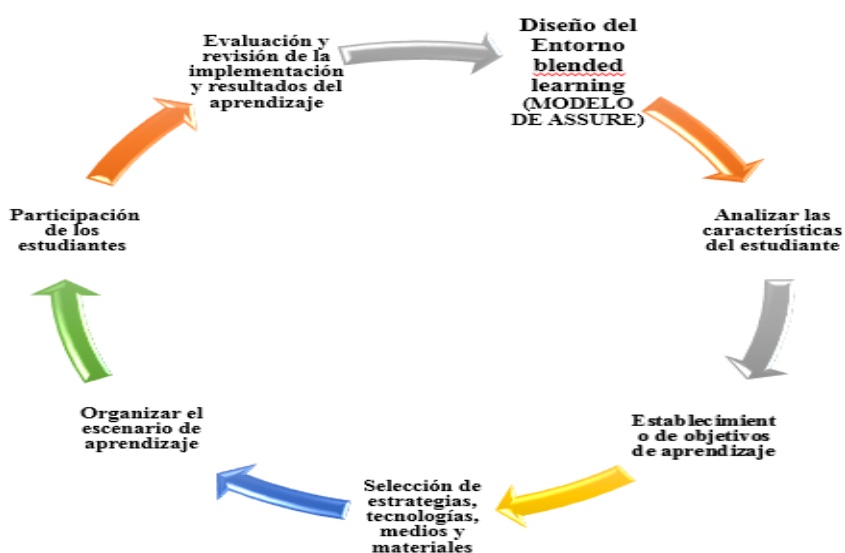 Diseño del
Entorno
blended
learning
(MODELO
DE ASSURE)
Analizar las
características
del estudiante
Establecimient
o de objetivos
de aprendizaje
Selección de
estrategias,
tecnologías,
medios y
materiales
Organizar el
escenario de
aprendizaje
Participación
de los
estudiantes
Evaluación y
revisión de la
implementación
y resultados del
aprendizaje